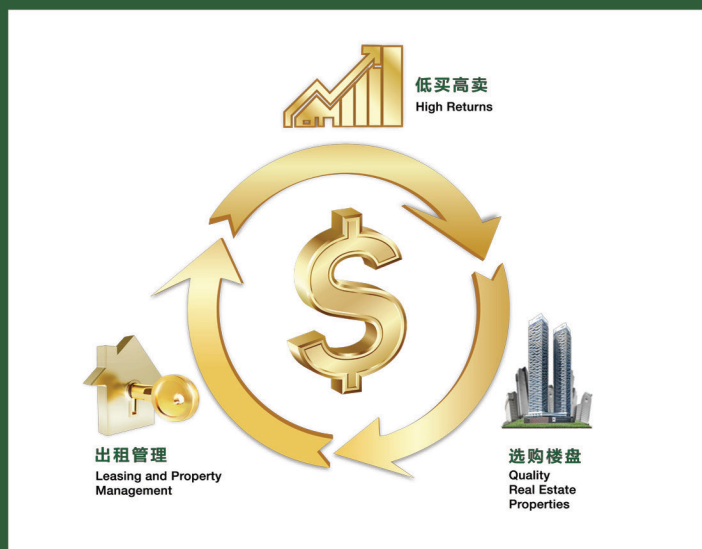 低买高卖
High Returns
出租管理
Leasing and Property
Management
选购楼盘
Quality
Real Estate
Properties